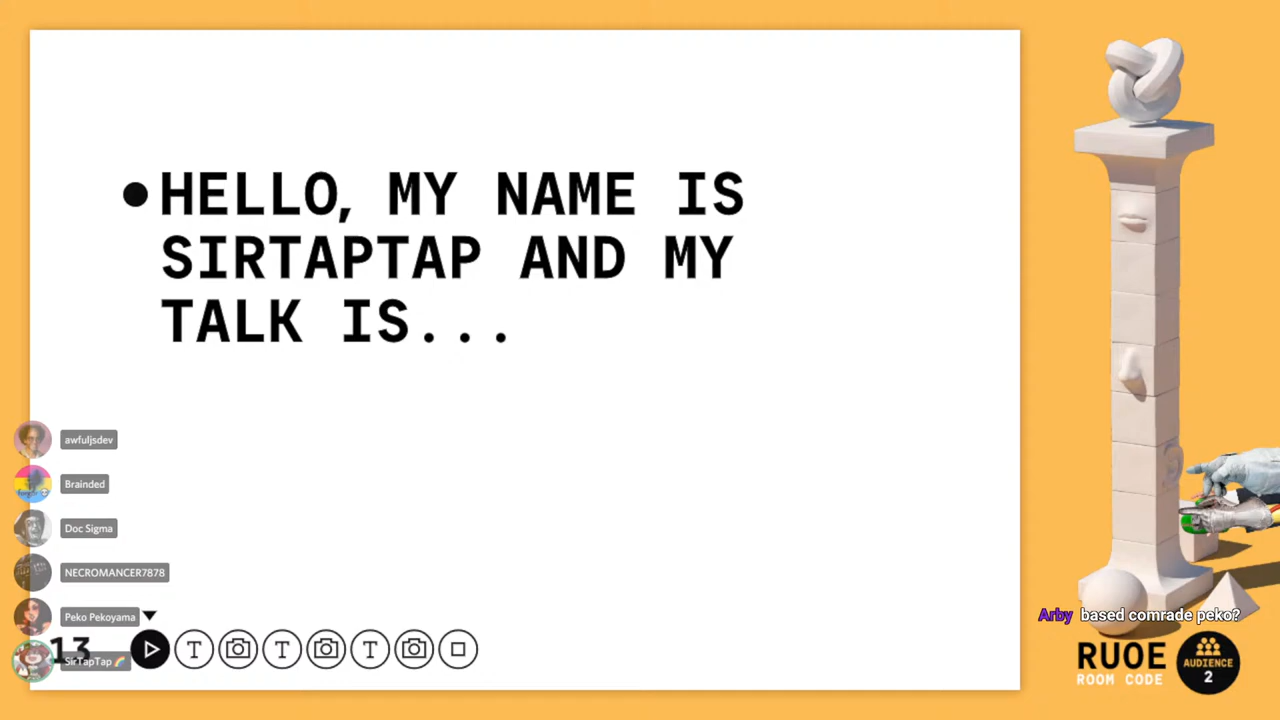 HELLO, MY NAME IS
SIRTAPTAP AND MY
TALK IS...
awfuljsdev
Brainded
Doc Sigma
NECROMANCER7878
Peko Pekoyama
SirTapTap 🌈
13
T
T
T
Arby based comrade peko?
RUOE
ROOM CODE
AUDIENCE
2